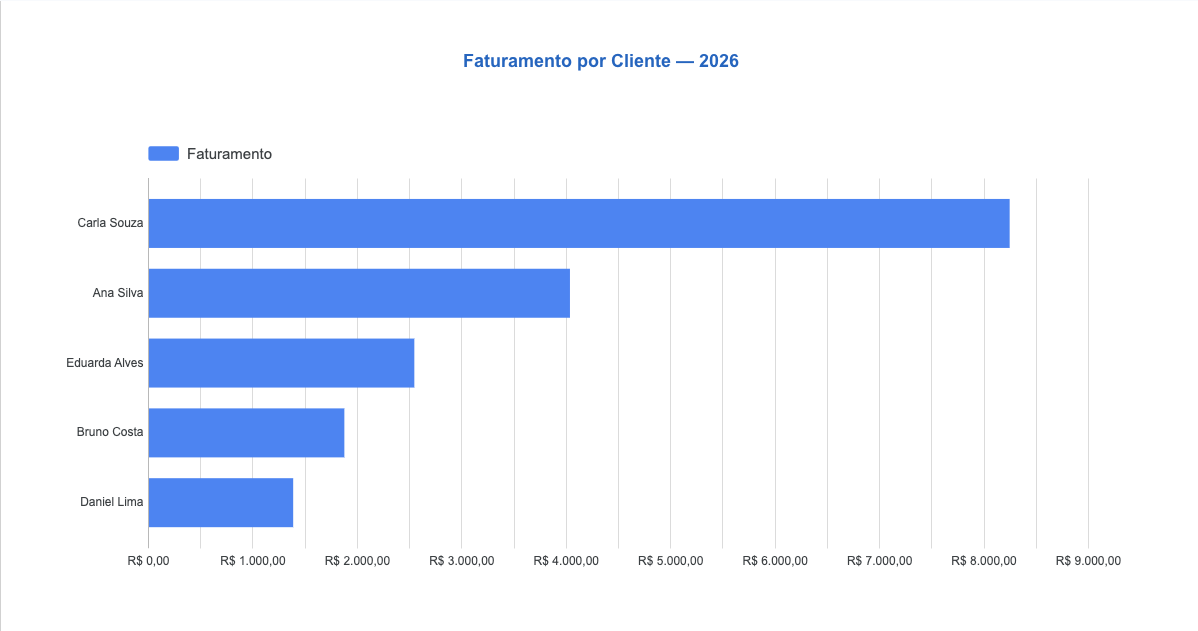 Faturamento por Cliente — 2026
Faturamento
Carla Souza
Ana Silva
Eduarda Alves
Bruno Costa
Daniel Lima
R$ 0,00 R$ 1.000,00 R$ 2.000,00 R$ 3.000,00 R$ 4.000,00 R$ 5.000,00 R$ 6.000,00 R$ 7.000,00 R$ 8.000,00 R$ 9.000,00